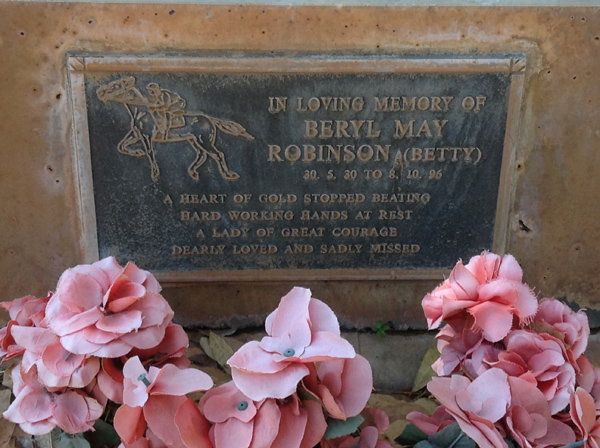 IN LOVING MEMORY OF
BERYL MAY
ROBINSON (BETTY)
30. 5. 30 TO 8. 10. 96
A HEART OF GOLD STOPPED BEATING
HARD WORKING HANDS AT REST
A LADY OF GREAT COURAGE
DEARLY LOVED AND SADLY MISSED